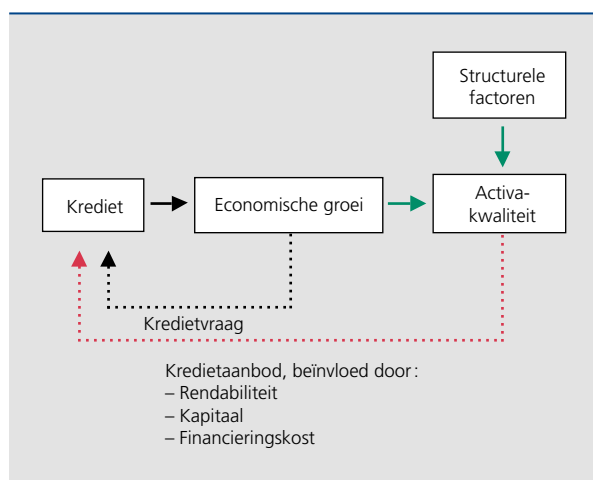 Structurele
factoren
Krediet
Economische groei
Activa-
kwaliteit
Kredietvraag
Kredietaanbod, beïnvloed door :
– Rendabiliteit
– Kapitaal
– Financieringskost